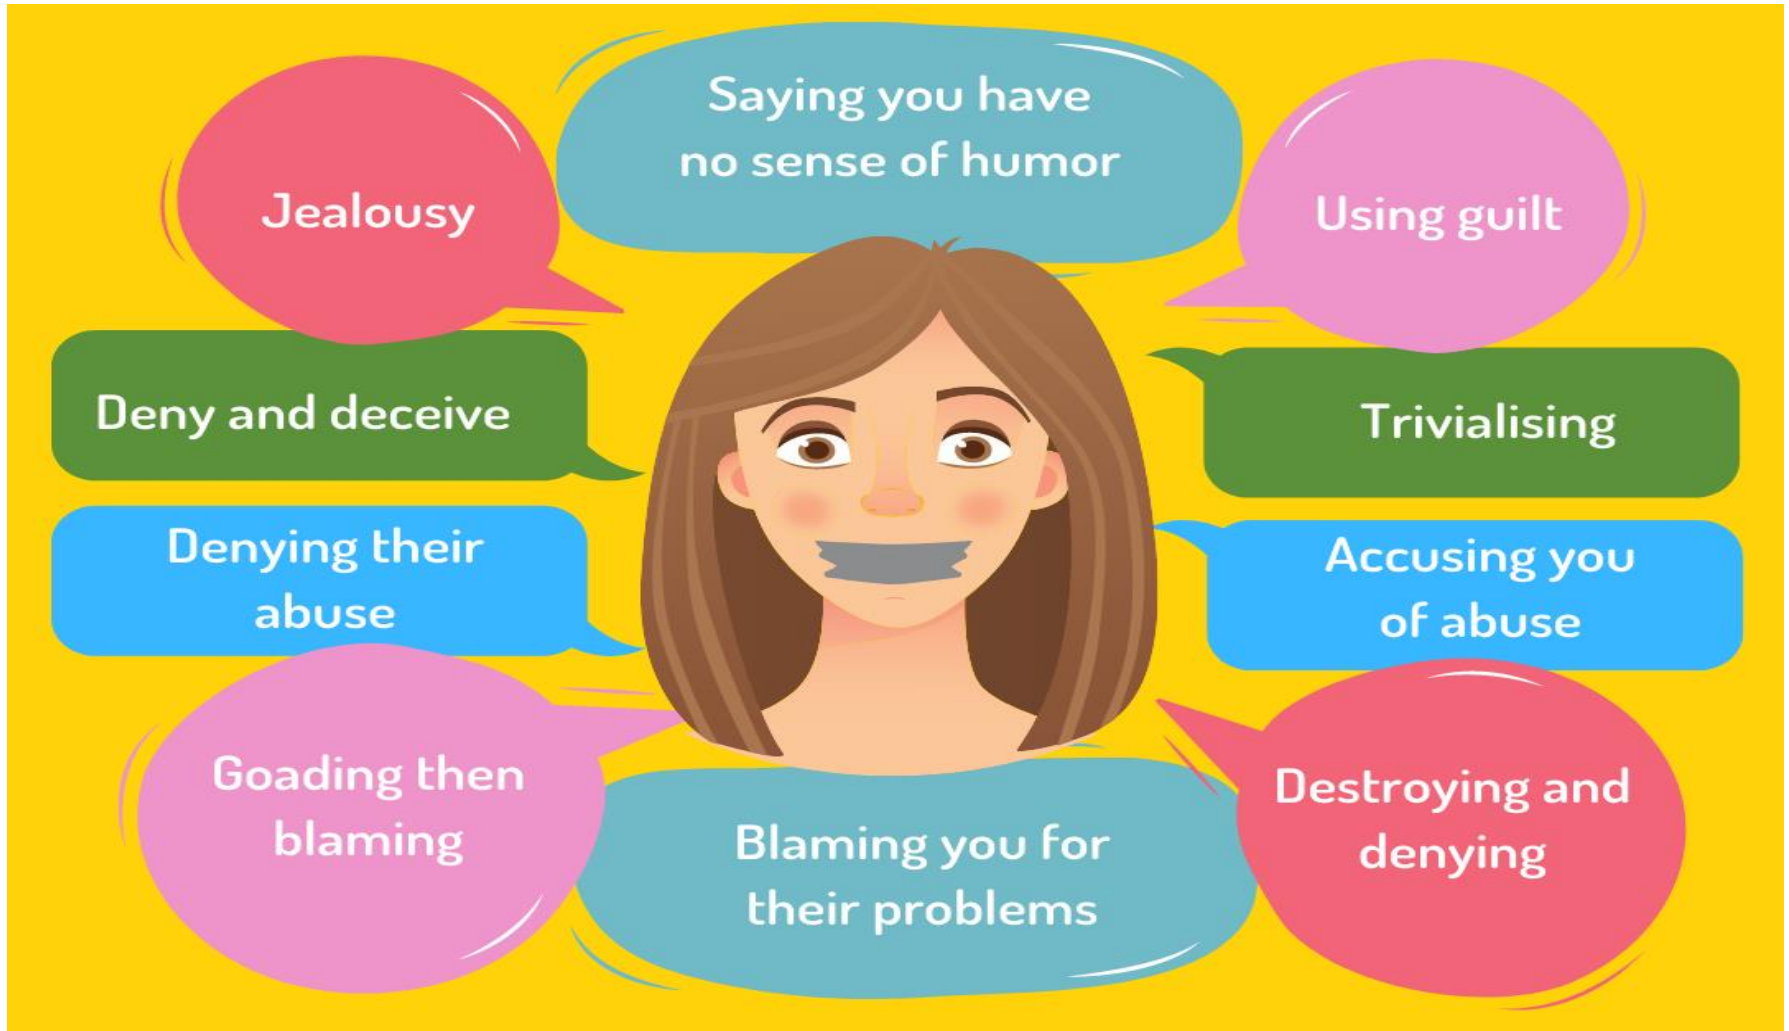 Saying you have
no sense of humor
Jealousy
Using guilt
Deny and deceive
Trivialising
Denying their
abuse
Accusing you
of abuse
Goading then
blaming
Destroying and
denying
Blaming you for
their problems